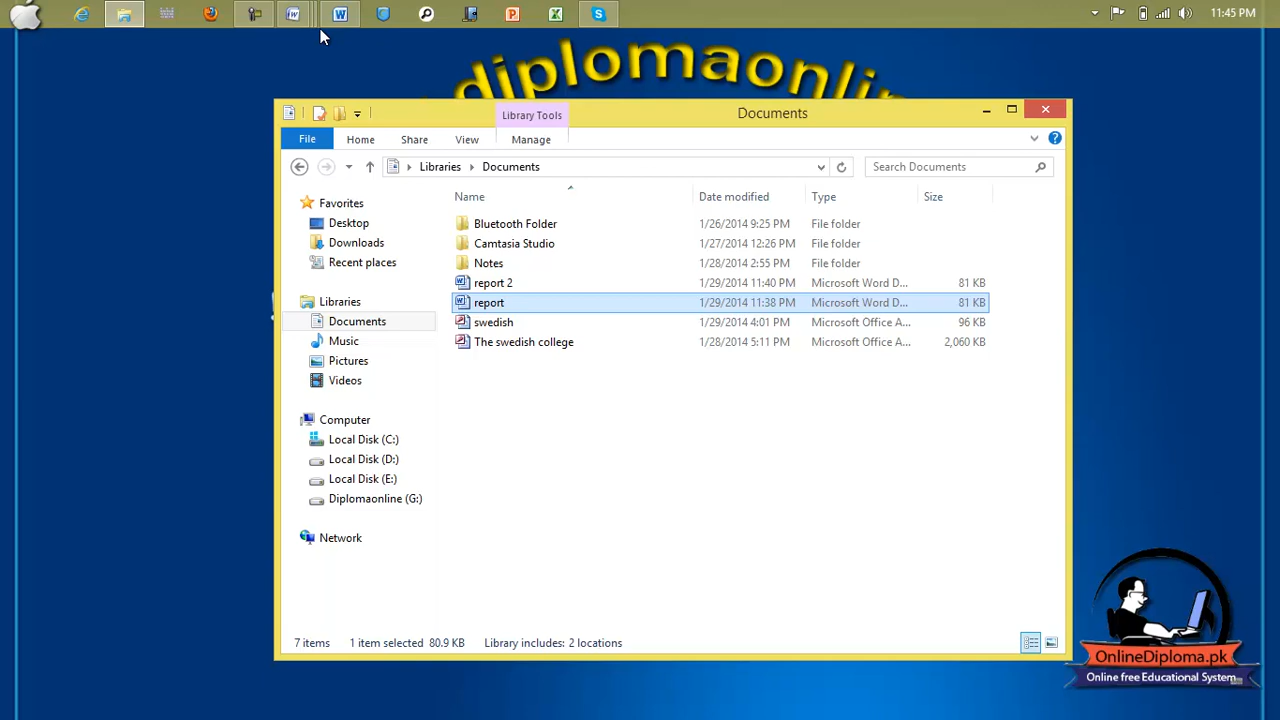 11:45 PM
diplomaonlin
Library Tools
Documents
File
Home
Share
View
Manage
Libraries
Documents
Search Documents
Name
Date modified
Type
Size
Favorites
Desktop
Downloads
Recent places
Libraries
Documents
Music
Pictures
Videos
Computer
Local Disk (C:)
Local Disk (D:)
Local Disk (E:)
Diplomaonline (G:)
Network
Bluetooth Folder 1/26/2014 9:25 PM File folder
Camtasia Studio 1/27/2014 12:26 PM File folder
Notes 1/28/2014 2:55 PM File folder
report 2 1/29/2014 11:40 PM Microsoft Word D... 81 KB
report 1/29/2014 11:38 PM Microsoft Word D... 81 KB
swedish 1/29/2014 4:01 PM Microsoft Office A... 96 KB
The swedish college 1/28/2014 5:11 PM Microsoft Office A... 2,060 KB
7 items 1 item selected 80.9 KB Library includes: 2 locations
OnlineDiploma.pk
Online free Educational System